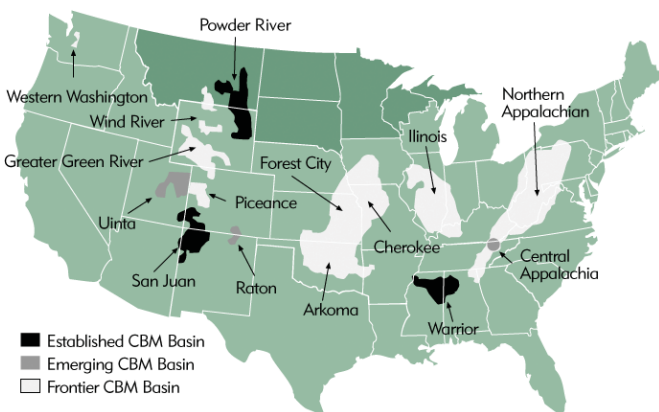 Powder River
Northern
Appalachian
Western Washington
Wind River
Illinois
Greater Green River
Forest City
Piceance
Cherokee
Uinta
Central
Appalachia
San Juan
Raton
Arkoma
Warrior
Established CBM Basin
Emerging CBM Basin
Frontier CBM Basin